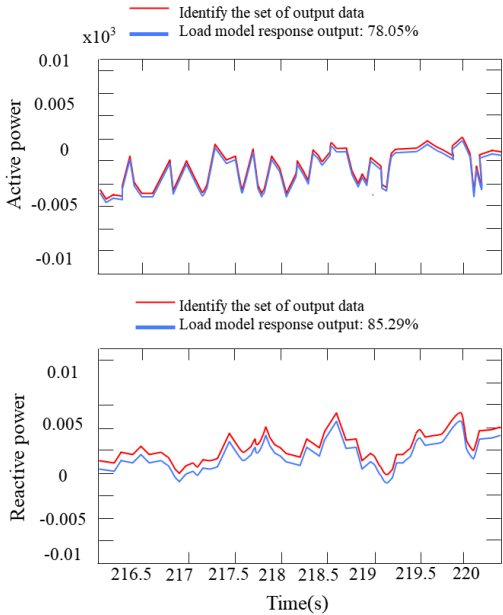 Identify the set of output data
Load model response output: 78.05%
x10³
0.01
0.005
0
-0.005
-0.01
Active power
Identify the set of output data
Load model response output: 85.29%
0.01
0.005
0
-0.005
-0.01
Reactive power
216.5 217 217.5 218 218.5 219 219.5 220
Time(s)